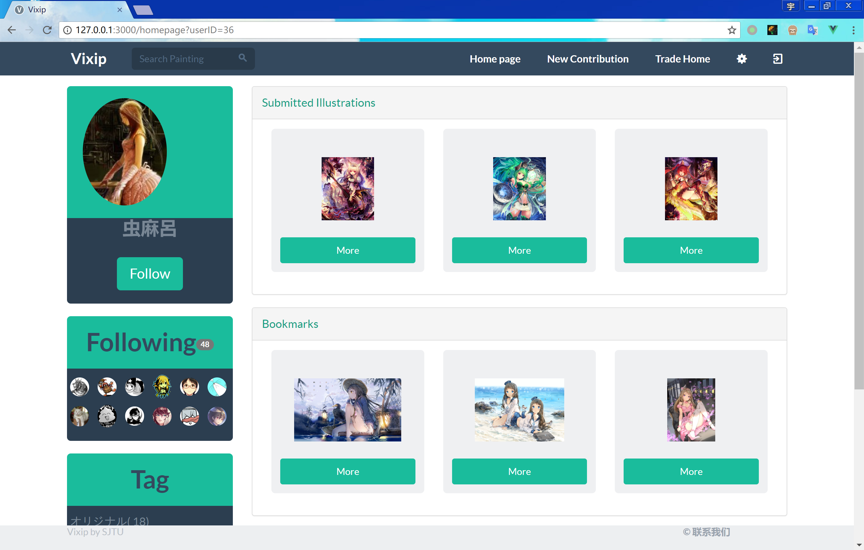 Vixip
宇
127.0.0.1:3000/homepage?userID=36
Vixip
Search Painting
Home page
New Contribution
Trade Home
虫麻呂
Follow
Following 48
Tag
オリジナル( 18)
Submitted Illustrations
More
More
More
Bookmarks
More
More
More
Vixip by SJTU
© 联系我们